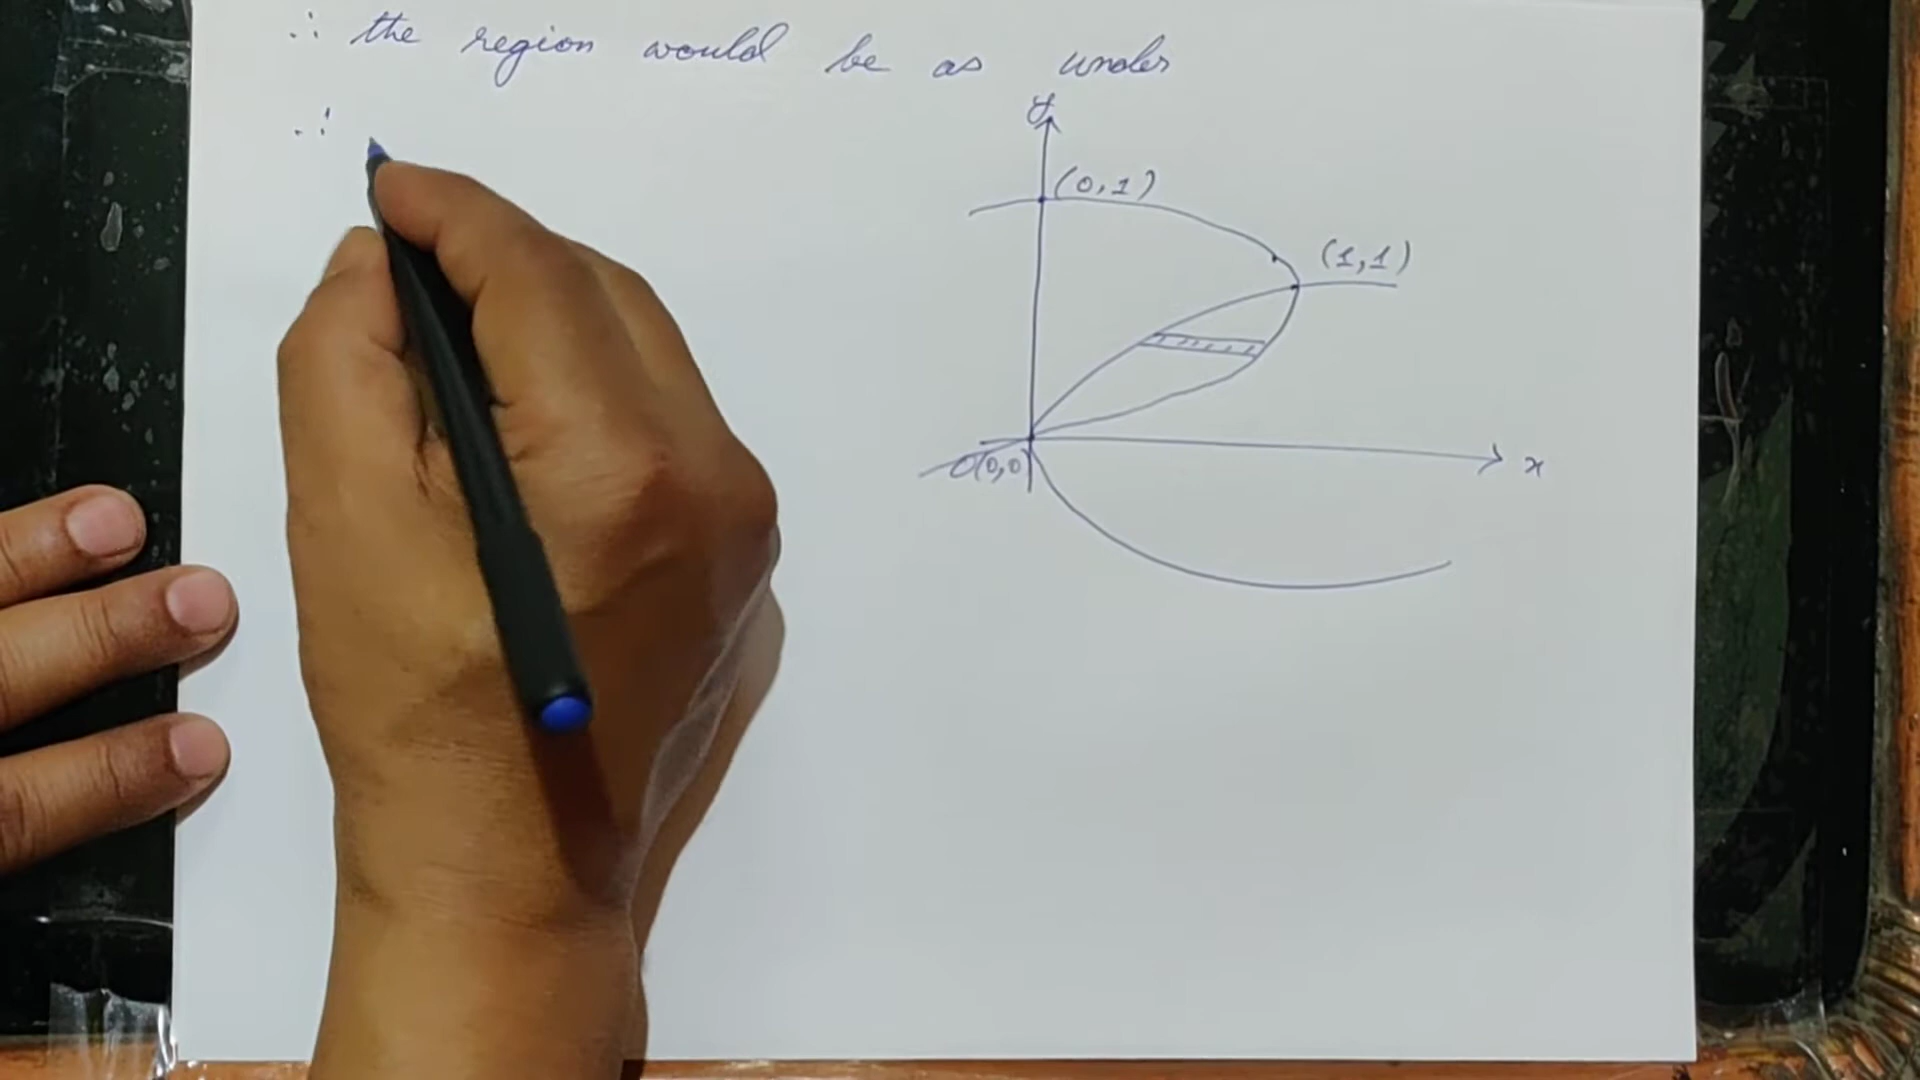 ∴ the region would be as under
∴
y
(0,1)
(1,1)
O(0,0)
x